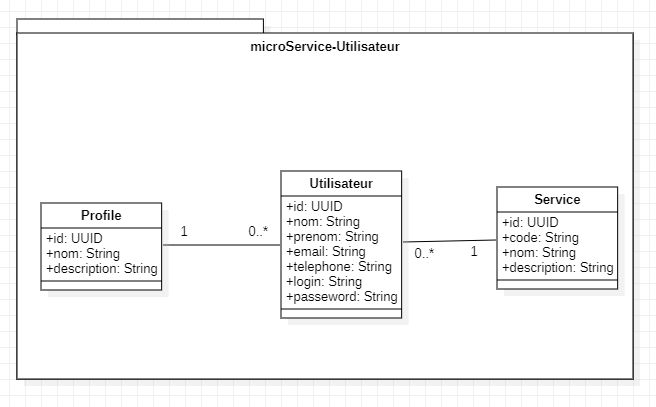 microService-Utilisateur
Profile
+id: UUID
+nom: String
+description: String
1
0..*
Utilisateur
+id: UUID
+nom: String
+prenom: String
+email: String
+telephone: String
+login: String
+password: String
0..*
1
Service
+id: UUID
+code: String
+nom: String
+description: String